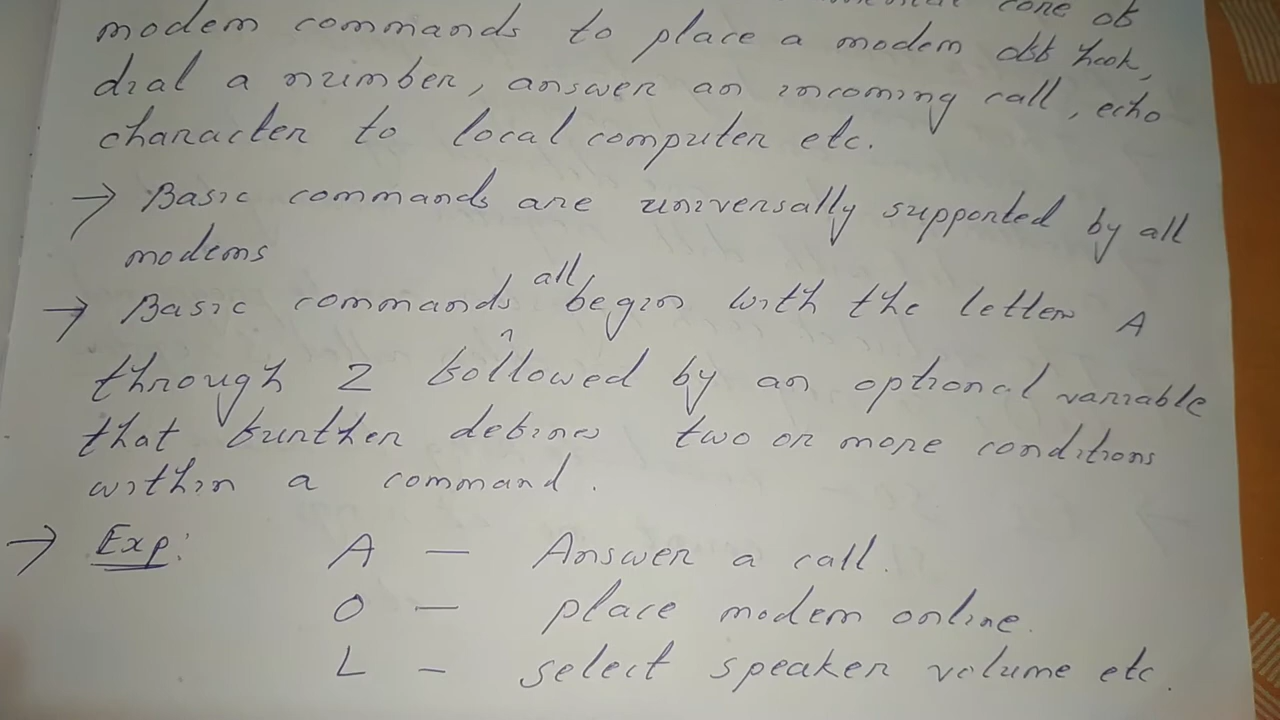 core of
modem commands to place a modem off hook,
dial a number, answer an incoming call, echo
character to local computer etc.
→ Basic commands are universally supported by all
modems
→ Basic commands all begin with the letter A
through Z followed by an optional variable
that further defines two or more conditions
within a command.
→ Exp: A — Answer a call.
O — place modem online.
L — select speaker volume etc.